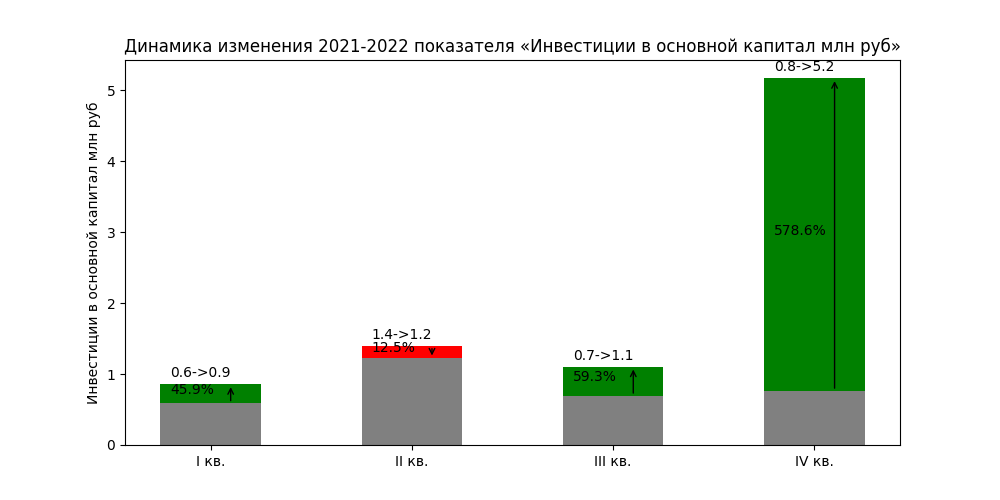 Динамика изменения 2021-2022 показателя «Инвестиции в основной капитал млн руб»
Инвестиции в основной капитал млн руб
5
4
3
2
1
0
0.6->0.9
45.9%
1.4->1.2
12.5%
0.7->1.1
59.3%
0.8->5.2
578.6%
I кв.
II кв.
III кв.
IV кв.